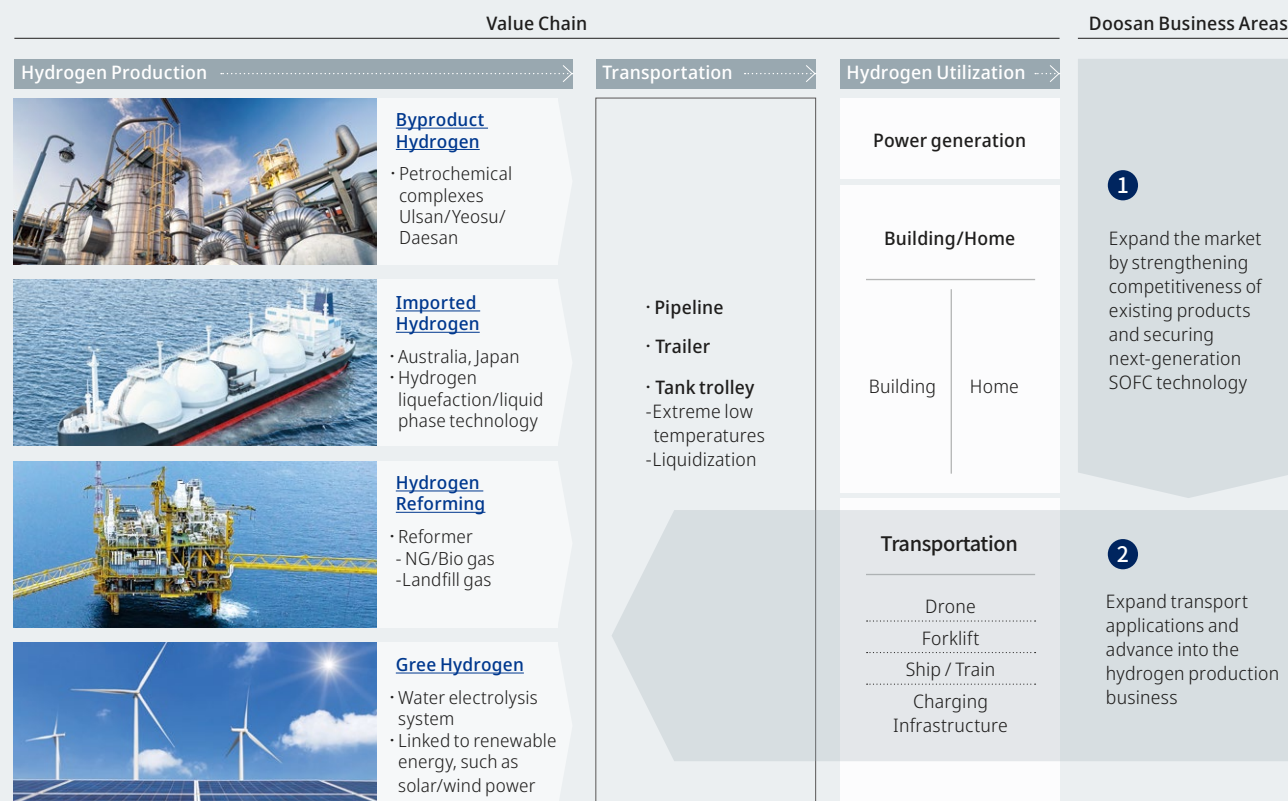 Value Chain
Doosan Business Areas
Hydrogen Production
Transportation
Hydrogen Utilization
Byproduct
Hydrogen
· Petrochemical
complexes
Ulsan/Yeosu/
Daesan
Imported
Hydrogen
· Australia, Japan
· Hydrogen
liquefaction/liquid
phase technology
Hydrogen
Reforming
· Reformer
- NG/Bio gas
-Landfill gas
Gree Hydrogen
· Water electrolysis
system
· Linked to renewable
energy, such as
solar/wind power
· Pipeline
· Trailer
· Tank trolley
-Extreme low
temperatures
-Liquidization
Power generation
Building/Home
Building
Home
Transportation
Drone
Forklift
Ship / Train
Charging
Infrastructure
1
Expand the market
by strengthening
competitiveness of
existing products
and securing
next-generation
SOFC technology
2
Expand transport
applications and
advance into the
hydrogen production
business